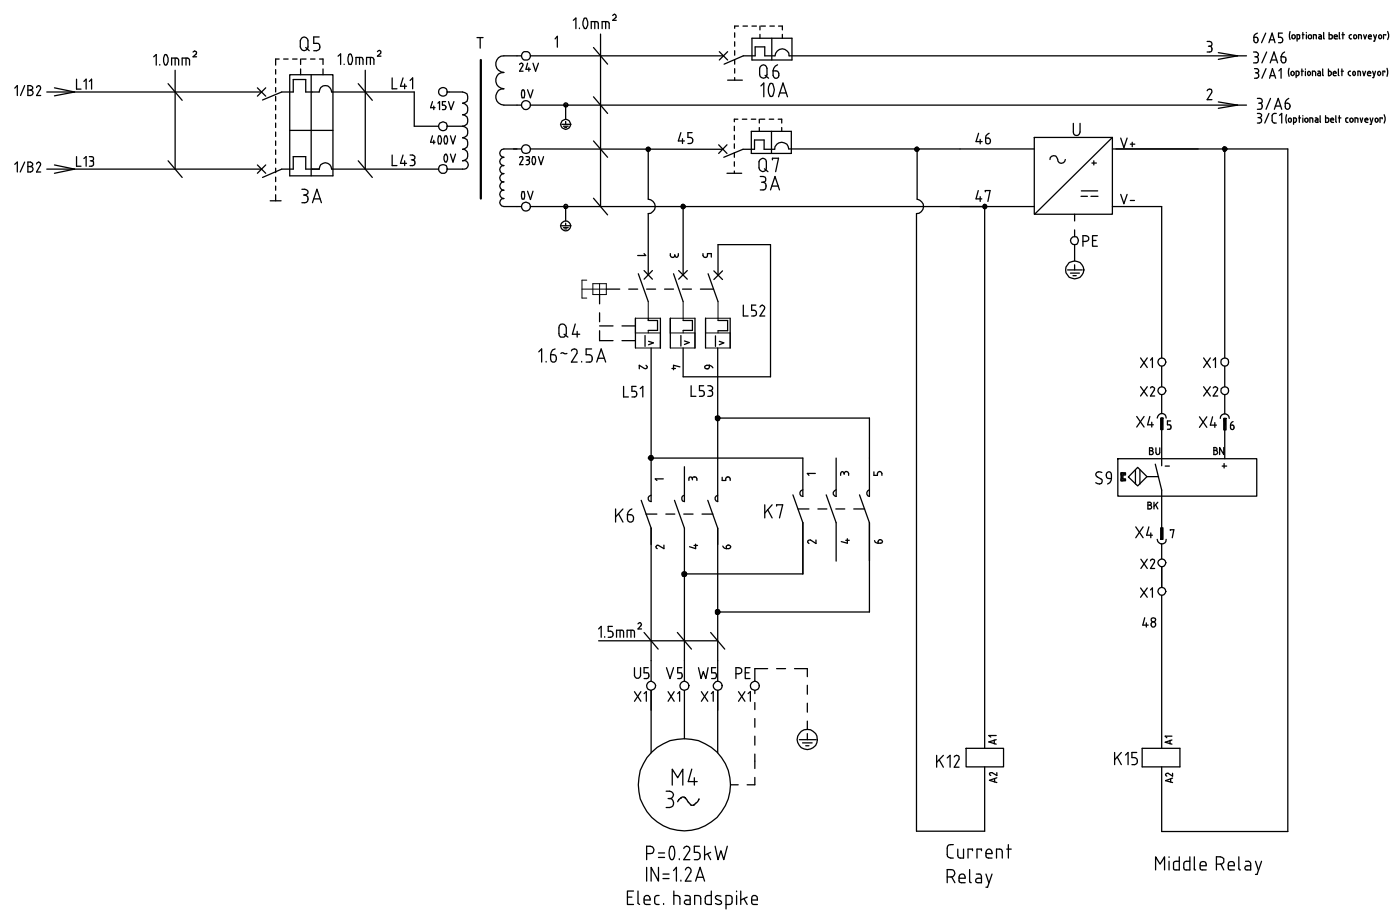 1.0mm²
1
6/A5 (optional belt conveyor)
3
3/A6
3/A1 (optional belt conveyor)
Q5
T
24V
Q6
10A
1.0mm²
1.0mm²
1/B2
L11
L41
415V
0V
2
3/A6
3/C1 (optional belt conveyor)
400V
45
46
U
V+
1/B2
L13
L43
0V
230V
Q7
3A
3A
0V
47
V-
PE
1
3
5
L52
Q4
1.6~2.5A
I>
I>
I>
2
4
6
L51
L53
X1
X1
X2
X2
X4
5
X4
6
BU
BN
-
+
S9
BK
1
3
5
1
3
5
K6
K7
2
4
6
2
4
6
X4
7
X2
X1
48
1.5mm²
U5
V5
W5
PE
X1
X1
X1
X1
M4
3~
K12
A1
A2
K15
A1
A2
P=0.25kW
IN=1.2A
Elec. handspike
Current
Relay
Middle Relay